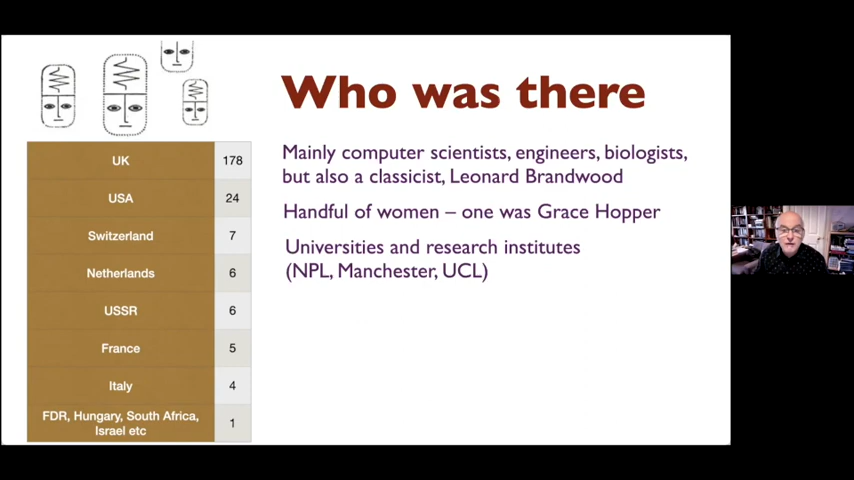 Who was there
UK 178
USA 24
Switzerland 7
Netherlands 6
USSR 6
France 5
Italy 4
FDR, Hungary, South Africa,
Israel etc 1
Mainly computer scientists, engineers, biologists,
but also a classicist, Leonard Brandwood
Handful of women – one was Grace Hopper
Universities and research institutes
(NPL, Manchester, UCL)